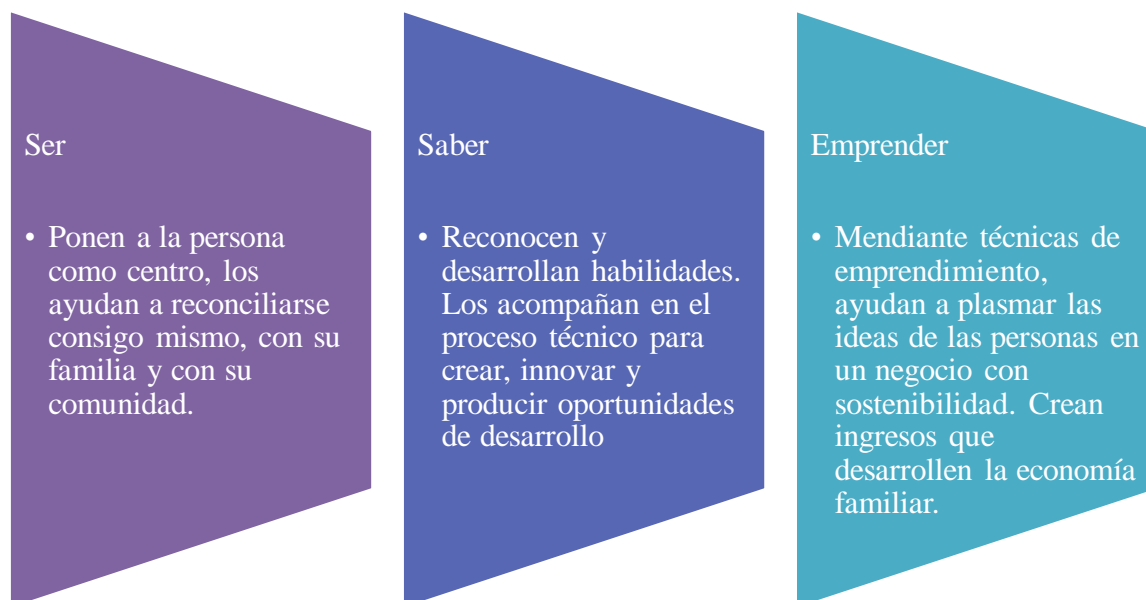 Ser
• Ponen a la persona
como centro, los
ayudan a reconciliarse
consigo mismo, con su
familia y con su
comunidad.
Saber
• Reconocen y
desarrollan habilidades.
Los acompañan en el
proceso técnico para
crear, innovar y
producir oportunidades
de desarrollo
Emprender
• Mendiante técnicas de
emprendimiento,
ayudan a plasmar las
ideas de las personas en
un negocio con
sostenibilidad. Crean
ingresos que
desarrollen la economía
familiar.